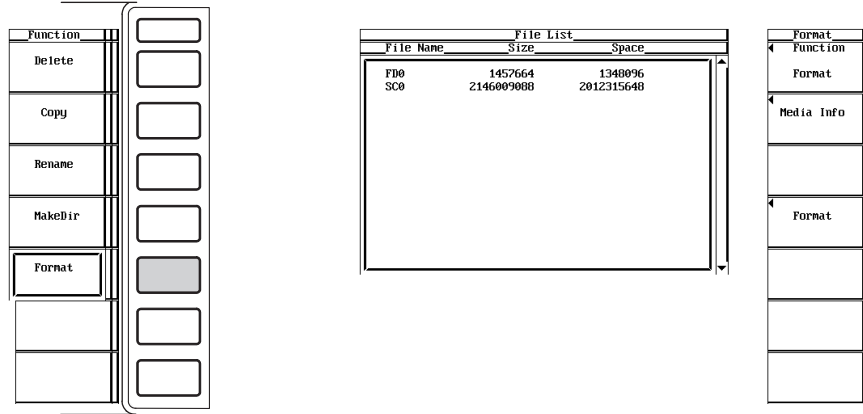 Function
Delete
Copy
Rename
MakeDir
Format
File List
File Name Size Space
FD0 1457664 1348096
SC0 2146009088 2012315648
Format
Function
Format
Media Info
Format